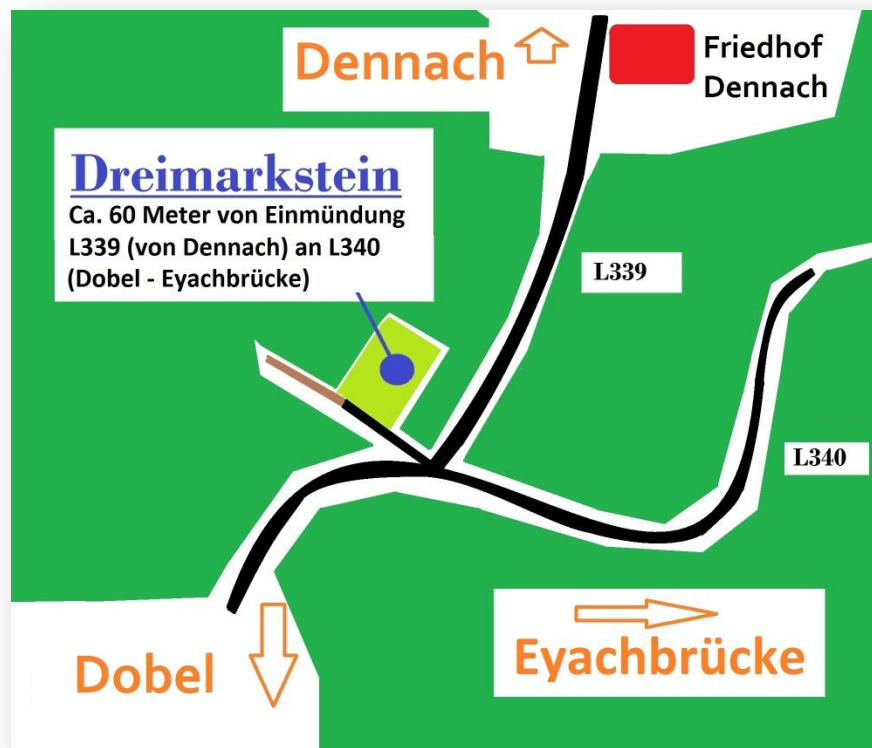 Dennach
Friedhof
Dennach
Dreimarkstein
Ca. 60 Meter von Einmündung
L339 (von Dennach) an L340
(Dobel - Eyachbrücke)
L339
L340
Eyachbrücke
Dobel